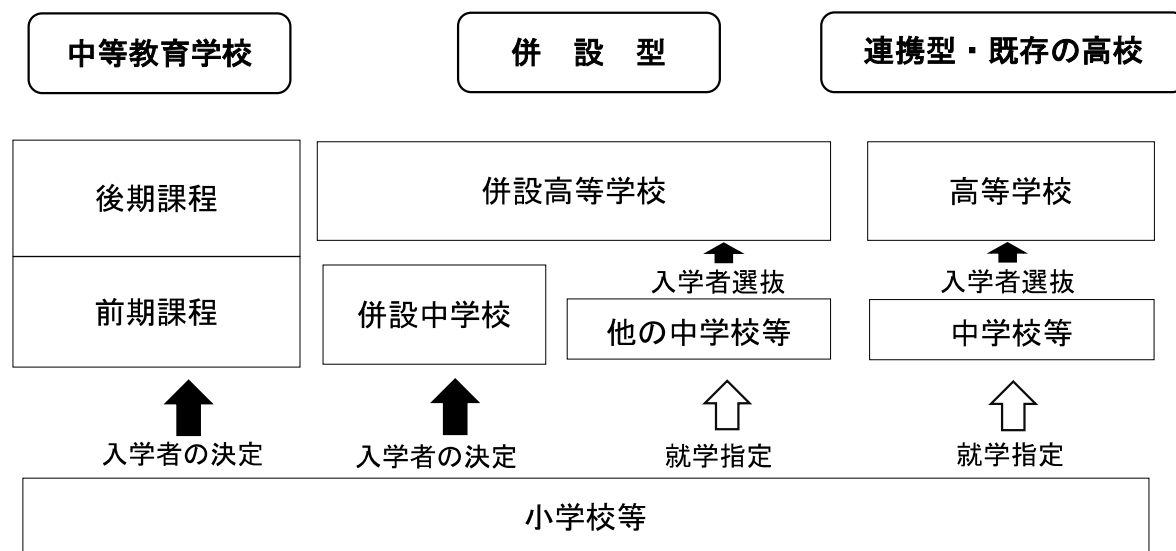 中等教育学校
併 設 型
連携型・既存の高校
後期課程
併設高等学校
高等学校
入学者選抜
入学者選抜
前期課程
併設中学校
他の中学校等
中学校等
入学者の決定
入学者の決定
就学指定
就学指定
小学校等